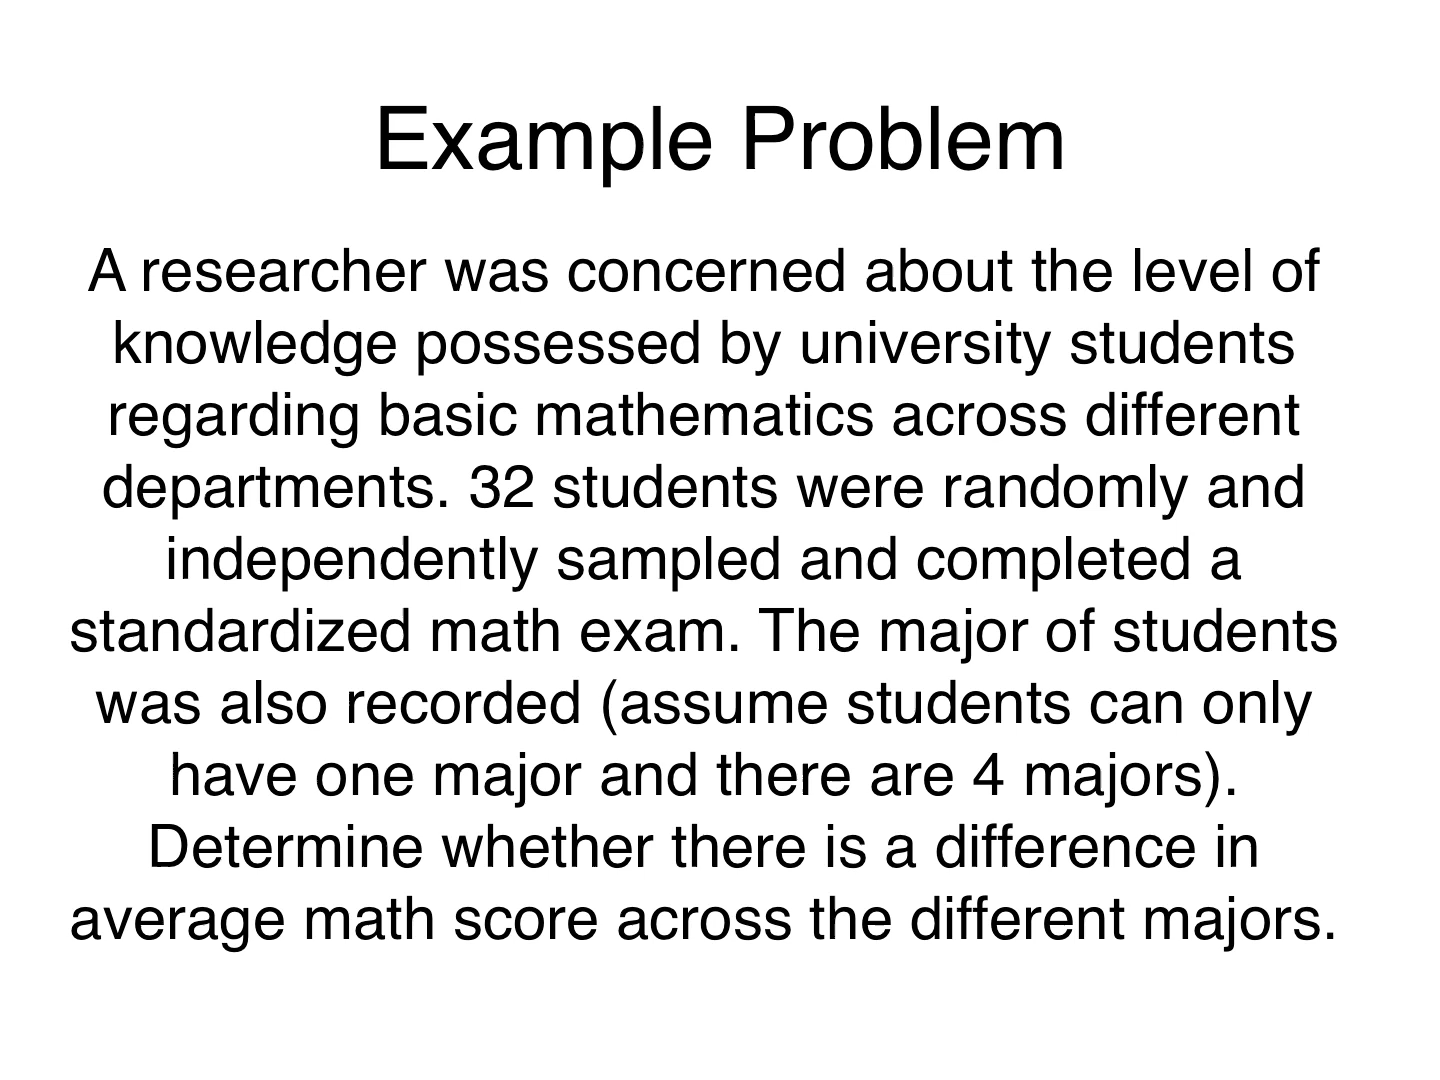 Example Problem
A researcher was concerned about the level of
knowledge possessed by university students
regarding basic mathematics across different
departments. 32 students were randomly and
independently sampled and completed a
standardized math exam. The major of students
was also recorded (assume students can only
have one major and there are 4 majors).
Determine whether there is a difference in
average math score across the different majors.